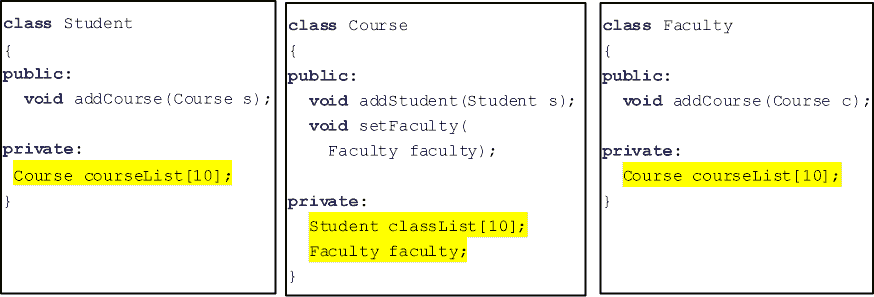 class Student
{
public:
void addCourse(Course s);
private:
Course courseList[10];
}
class Course
{
public:
void addStudent(Student s);
void setFaculty(
Faculty faculty);
private:
Student classList[10];
Faculty faculty;
}
class Faculty
{
public:
void addCourse(Course c);
private:
Course courseList[10];
}